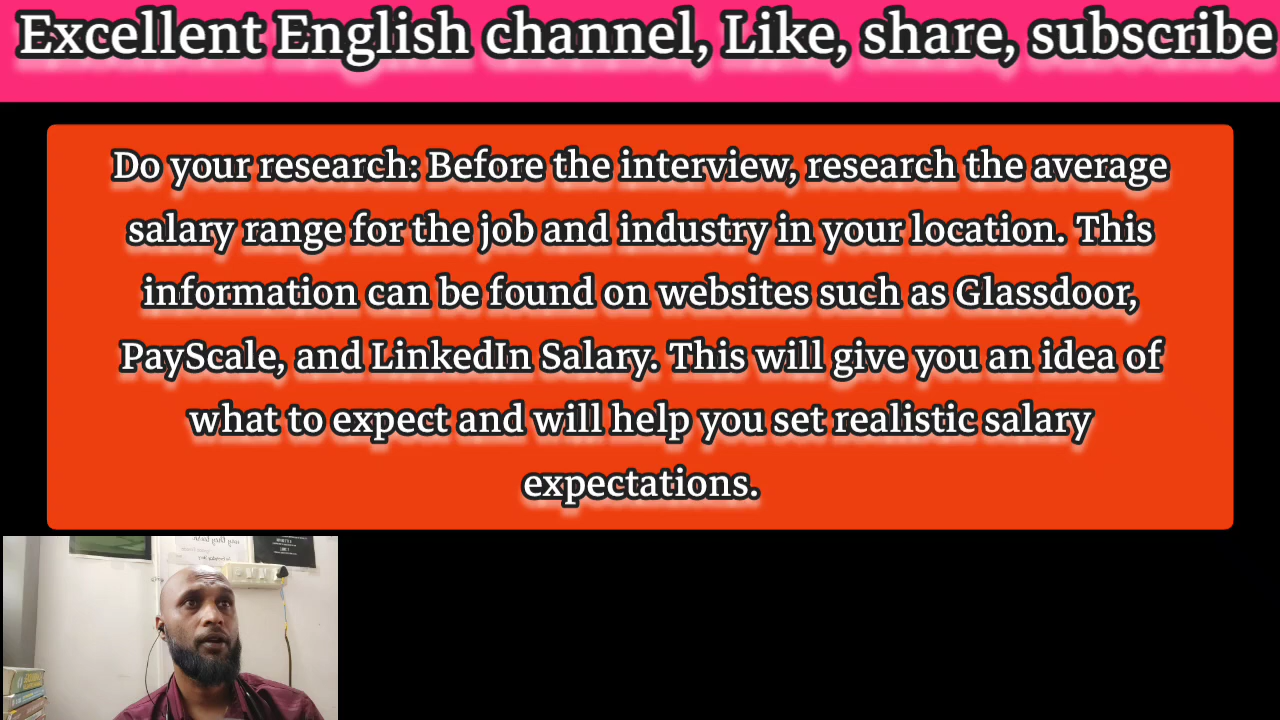 Excellent English channel, Like, share, subscribe
Do your research: Before the interview, research the average
salary range for the job and industry in your location. This
information can be found on websites such as Glassdoor,
PayScale, and LinkedIn Salary. This will give you an idea of
what to expect and will help you set realistic salary
expectations.